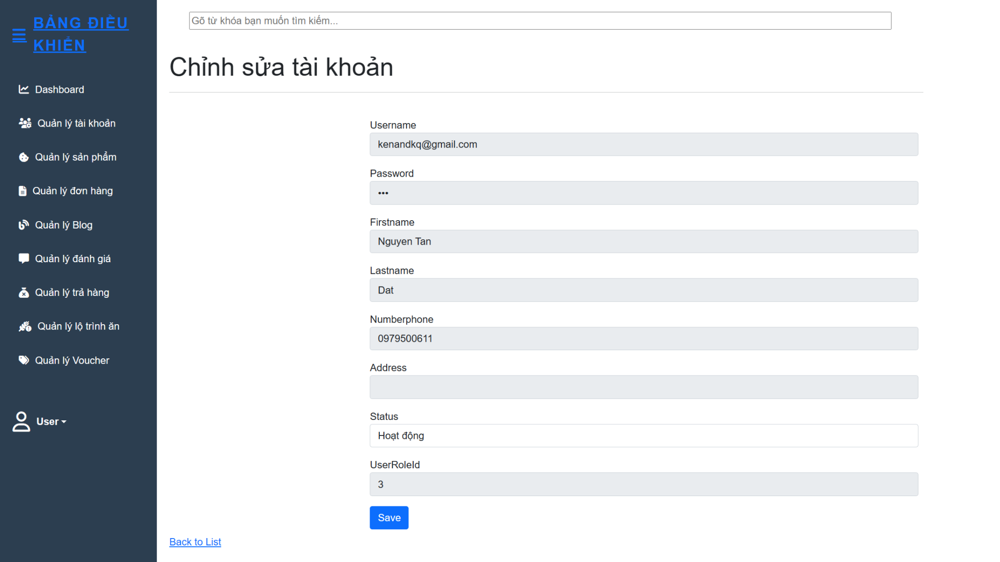 BẢNG ĐIỀU
KHIỂN
Dashboard
Quản lý tài khoản
Quản lý sản phẩm
Quản lý đơn hàng
Quản lý Blog
Quản lý đánh giá
Quản lý trả hàng
Quản lý lộ trình ăn
Quản lý Voucher
User
Gõ từ khóa bạn muốn tìm kiếm...
Chỉnh sửa tài khoản
Username
kenandkq@gmail.com
Password
•••
Firstname
Nguyen Tan
Lastname
Dat
Numberphone
0979500611
Address
Status
Hoạt động
UserRoleId
3
Save
Back to List